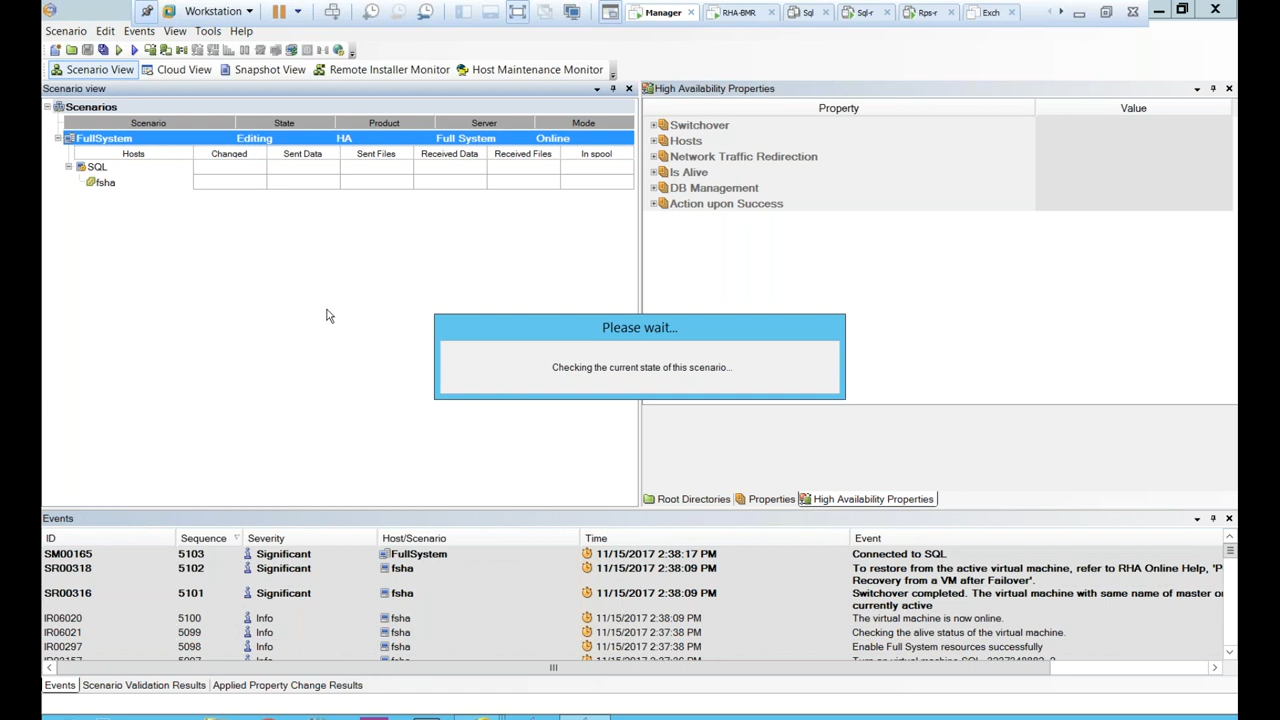 Workstation Manager RHA-BMR Sql Sql-r Rps-r Exch
Scenario Edit Events View Tools Help
Scenario View Cloud View Snapshot View Remote Installer Monitor Host Maintenance Monitor
Scenario view
Scenarios
Scenario State Product Server Mode
FullSystem Editing HA Full System Online
Hosts Changed Sent Data Sent Files Received Data Received Files In spool
SQL
fsha
High Availability Properties
Property Value
Switchover
Hosts
Network Traffic Redirection
Is Alive
DB Management
Action upon Success
Please wait...
Checking the current state of this scenario...
Root Directories Properties High Availability Properties
Events
ID Sequence Severity Host/Scenario Time Event
SM00165 5103 Significant FullSystem 11/15/2017 2:38:17 PM Connected to SQL
SR00318 5102 Significant fsha 11/15/2017 2:38:09 PM To restore from the active virtual machine, refer to RHA Online Help, 'P
Recovery from a VM after Failover'.
SR00316 5101 Significant fsha 11/15/2017 2:38:09 PM Switchover completed. The virtual machine with same name of master
currently active
IR06020 5100 Info fsha 11/15/2017 2:38:09 PM The virtual machine is now online.
IR06021 5099 Info fsha 11/15/2017 2:37:38 PM Checking the alive status of the virtual machine.
IR00297 5098 Info fsha 11/15/2017 2:37:38 PM Enable Full System resources successfully
Events Scenario Validation Results Applied Property Change Results